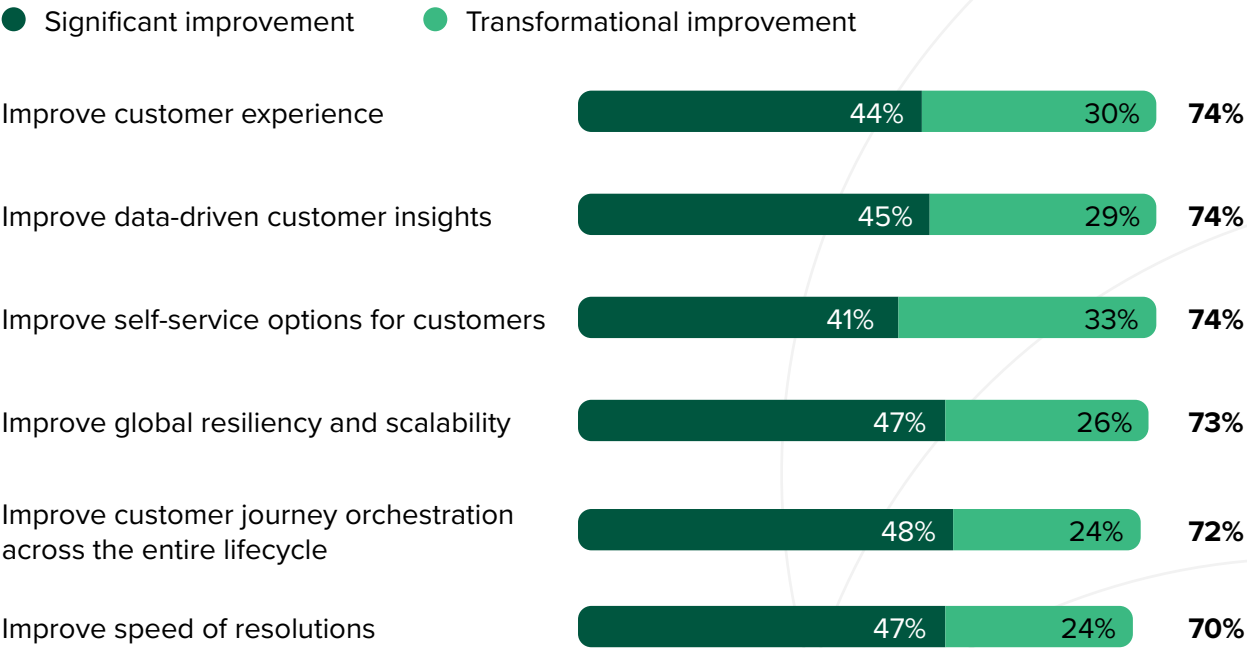 Significant improvement Transformational improvement
Improve customer experience 44% 30% 74%
Improve data-driven customer insights 45% 29% 74%
Improve self-service options for customers 41% 33% 74%
Improve global resiliency and scalability 47% 26% 73%
Improve customer journey orchestration
across the entire lifecycle 48% 24% 72%
Improve speed of resolutions 47% 24% 70%